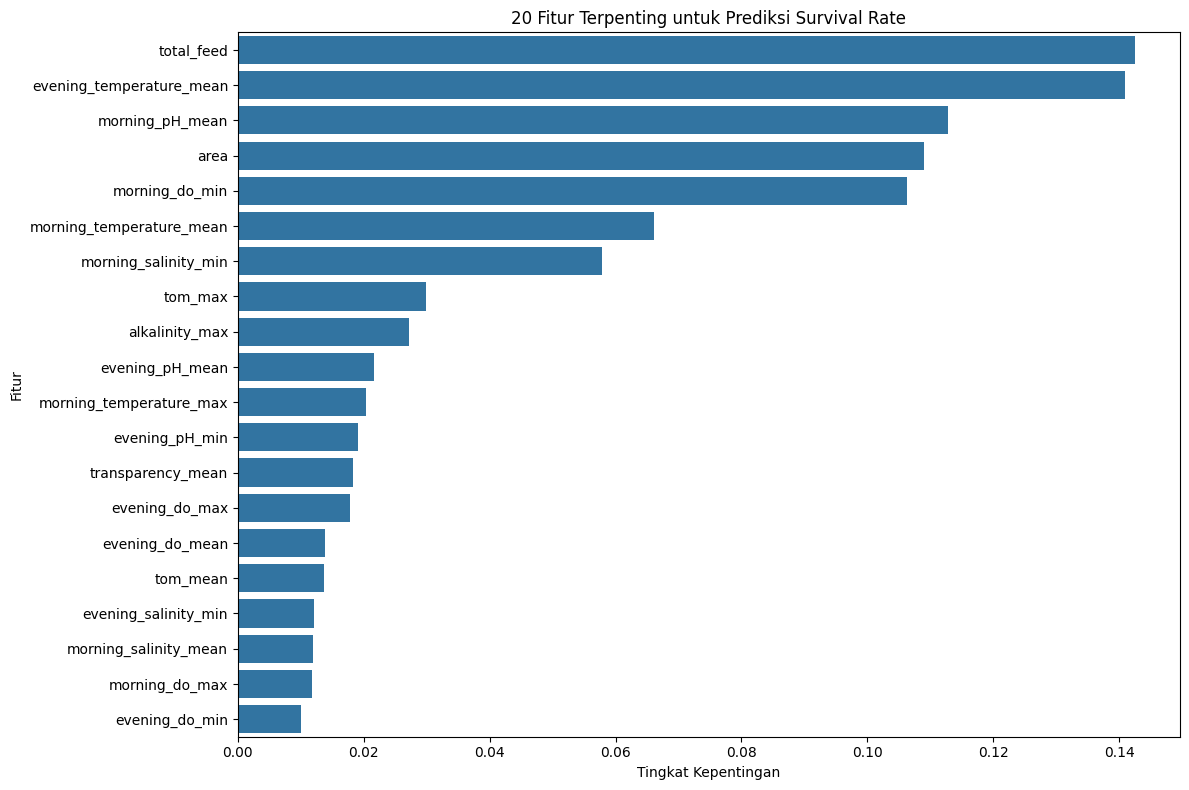 20 Fitur Terpenting untuk Prediksi Survival Rate
Fitur
total_feed
evening_temperature_mean
morning_pH_mean
area
morning_do_min
morning_temperature_mean
morning_salinity_min
tom_max
alkalinity_max
evening_pH_mean
morning_temperature_max
evening_pH_min
transparency_mean
evening_do_max
evening_do_mean
tom_mean
evening_salinity_min
morning_salinity_mean
morning_do_max
evening_do_min
0.00 0.02 0.04 0.06 0.08 0.10 0.12 0.14
Tingkat Kepentingan